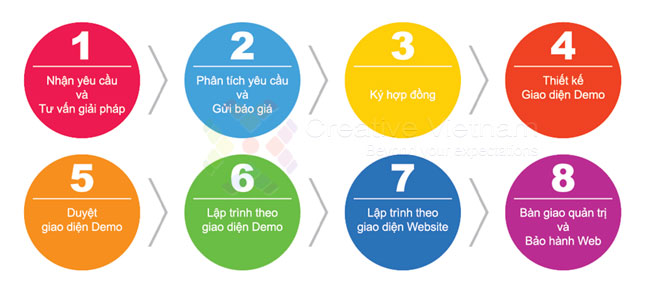 1
Nhận yêu cầu
và
Tư vấn giải pháp
2
Phân tích yêu cầu
và
Gửi báo giá
3
Ký hợp đồng
4
Thiết kế
Giao diện Demo
Creative Vietnam
Beyond your expectations
5
Duyệt
giao diện Demo
6
Lập trình theo
giao diện Demo
7
Lập trình theo
giao diện Website
8
Bàn giao quản trị
và
Bảo hành Web